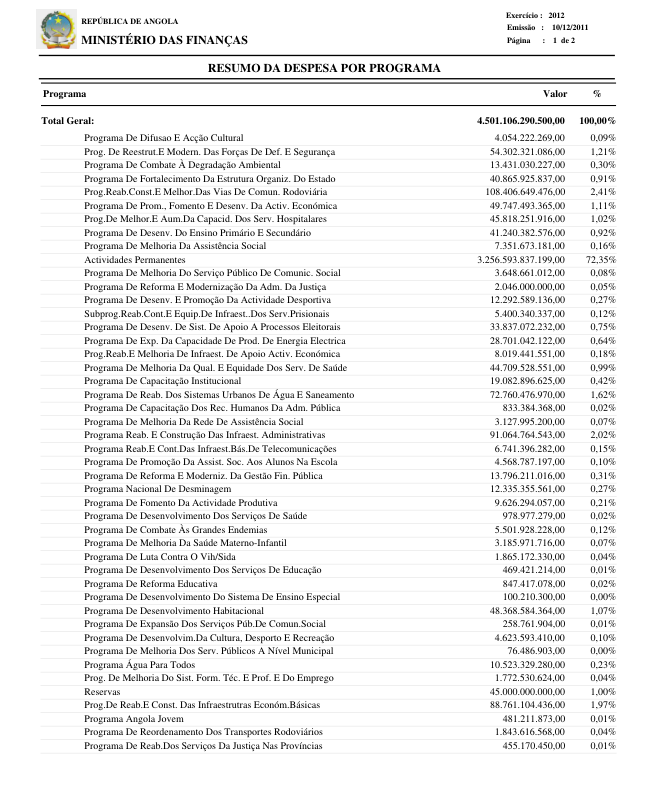 REPÚBLICA DE ANGOLA
MINISTÉRIO DAS FINANÇAS
Exercício : 2012
Emissão : 10/12/2011
Página : 1 de 2
RESUMO DA DESPESA POR PROGRAMA
Programa Valor %
Total Geral: 4.501.106.290.500,00 100,00%
Programa De Difusao E Acção Cultural 4.054.222.269,00 0,09%
Prog. De Reestrut.E Modern. Das Forças De Def. E Segurança 54.302.321.086,00 1,21%
Programa De Combate À Degradação Ambiental 13.431.030.227,00 0,30%
Programa De Fortalecimento Da Estrutura Organiz. Do Estado 40.865.925.837,00 0,91%
Prog.Reab.Const.E Melhor.Das Vias De Comun. Rodoviária 108.406.649.476,00 2,41%
Programa De Prom., Fomento E Desenv. Da Activ. Económica 49.747.493.365,00 1,11%
Prog.De Melhor.E Aum.Da Capacid. Dos Serv. Hospitalares 45.818.251.916,00 1,02%
Programa De Desenv. Do Ensino Primário E Secundário 41.240.382.576,00 0,92%
Programa De Melhoria Da Assistência Social 7.351.673.181,00 0,16%
Actividades Permanentes 3.256.593.837.199,00 72,35%
Programa De Melhoria Do Serviço Público De Comunic. Social 3.648.661.012,00 0,08%
Programa De Reforma E Modernização Da Adm. Da Justiça 2.046.000.000,00 0,05%
Programa De Desenv. E Promoção Da Actividade Desportiva 12.292.589.136,00 0,27%
Subprog.Reab.Cont.E Equip.De Infraest..Dos Serv.Prisionais 5.400.340.337,00 0,12%
Programa De Desenv. De Sist. De Apoio A Processos Eleitorais 33.837.072.232,00 0,75%
Programa De Exp. Da Capacidade De Prod. De Energia Electrica 28.701.042.122,00 0,64%
Prog.Reab.E Melhoria De Infraest. De Apoio Activ. Económica 8.019.441.551,00 0,18%
Programa De Melhoria Da Qual. E Equidade Dos Serv. De Saúde 44.709.528.551,00 0,99%
Programa De Capacitação Institucional 19.082.896.625,00 0,42%
Programa De Reab. Dos Sistemas Urbanos De Água E Saneamento 72.760.476.970,00 1,62%
Programa De Capacitação Dos Rec. Humanos Da Adm. Pública 833.384.368,00 0,02%
Programa De Melhoria Da Rede De Assistência Social 3.127.995.200,00 0,07%
Programa Reab. E Construção Das Infraest. Administrativas 91.064.764.543,00 2,02%
Programa Reab.E Cont.Das Infraest.Bás.De Telecomunicações 6.741.396.282,00 0,15%
Programa De Promoção Da Assist. Soc. Aos Alunos Na Escola 4.568.787.197,00 0,10%
Programa De Reforma E Moderniz. Da Gestão Fin. Pública 13.796.211.016,00 0,31%
Programa Nacional De Desminagem 12.335.355.561,00 0,27%
Programa De Fomento Da Actividade Produtiva 9.626.294.057,00 0,21%
Programa De Desenvolvimento Dos Serviços De Saúde 978.977.279,00 0,02%
Programa De Combate Às Grandes Endemias 5.501.928.228,00 0,12%
Programa De Melhoria Da Saúde Materno-Infantil 3.185.971.716,00 0,07%
Programa De Luta Contra O Vih/Sida 1.865.172.330,00 0,04%
Programa De Desenvolvimento Dos Serviços De Educação 469.421.214,00 0,01%
Programa De Reforma Educativa 847.417.078,00 0,02%
Programa De Desenvolvimento Do Sistema De Ensino Especial 100.210.300,00 0,00%
Programa De Desenvolvimento Habitacional 48.368.584.364,00 1,07%
Programa De Expansão Dos Serviços Púb.De Comun.Social 258.761.904,00 0,01%
Programa De Desenvolvim.Da Cultura, Desporto E Recreação 4.623.593.410,00 0,10%
Programa De Melhoria Dos Serv. Públicos A Nível Municipal 76.486.903,00 0,00%
Programa Água Para Todos 10.523.329.280,00 0,23%
Prog. De Melhoria Do Sist. Form. Téc. E Prof. E Do Emprego 1.772.530.624,00 0,04%
Reservas 45.000.000.000,00 1,00%
Prog.De Reab.E Const. Das Infraestrutras Económ.Básicas 88.761.104.436,00 1,97%
Programa Angola Jovem 481.211.873,00 0,01%
Programa De Reordenamento Dos Transportes Rodoviários 1.843.616.568,00 0,04%
Programa De Reab.Dos Serviços Da Justiça Nas Províncias 455.170.450,00 0,01%